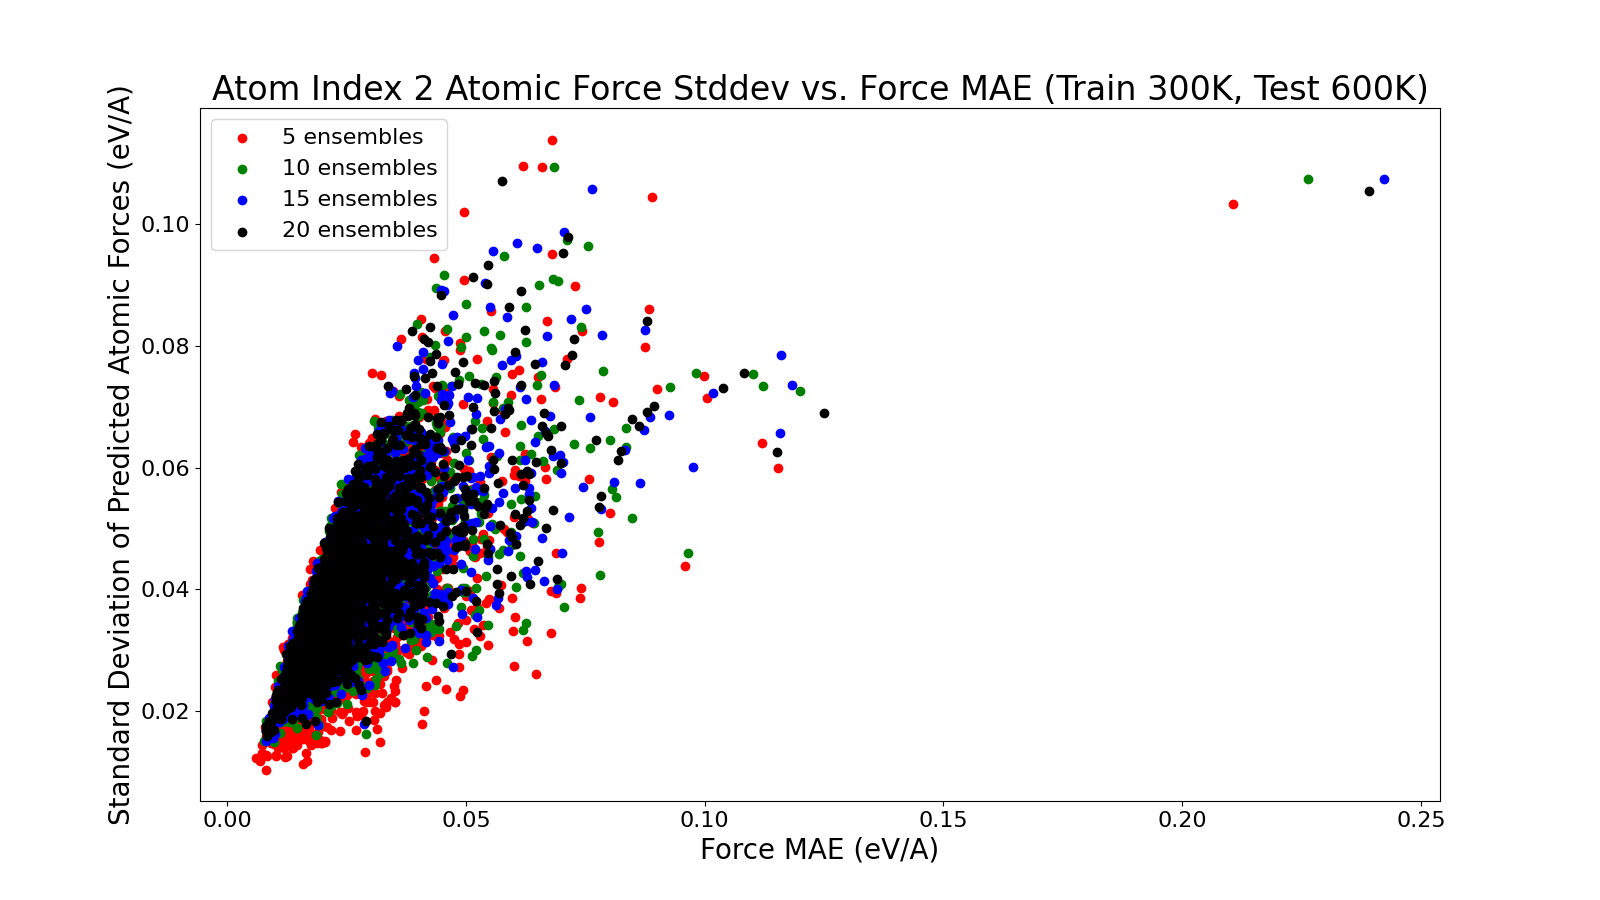 Atom Index 2 Atomic Force Stddev vs. Force MAE (Train 300K, Test 600K)
5 ensembles
10 ensembles
15 ensembles
20 ensembles
Standard Deviation of Predicted Atomic Forces (eV/A)
0.10
0.08
0.06
0.04
0.02
0.00
0.05
0.10
0.15
0.20
0.25
Force MAE (eV/A)